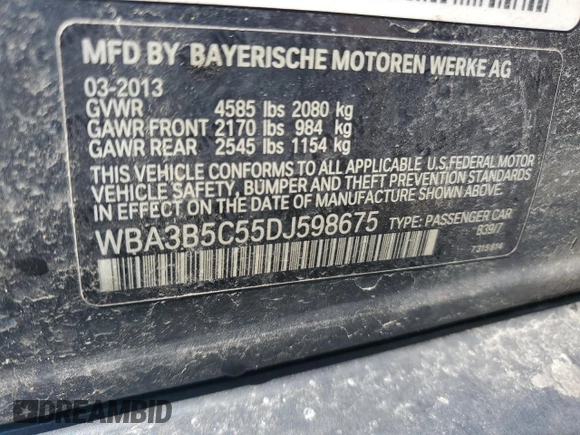 MFD BY BAYERISCHE MOTOREN WERKE AG
03-2013
GVWR 4585 lbs 2080 kg
GAWR FRONT 2170 lbs 984 kg
GAWR REAR 2545 lbs 1154 kg
THIS VEHICLE CONFORMS TO ALL APPLICABLE U.S. FEDERAL MOTOR
VEHICLE SAFETY, BUMPER AND THEFT PREVENTION STANDARDS
IN EFFECT ON THE DATE OF MANUFACTURE SHOWN ABOVE.
WBA3B5C55DJ598675 TYPE: PASSENGER CAR
B39/7
DREAMBID